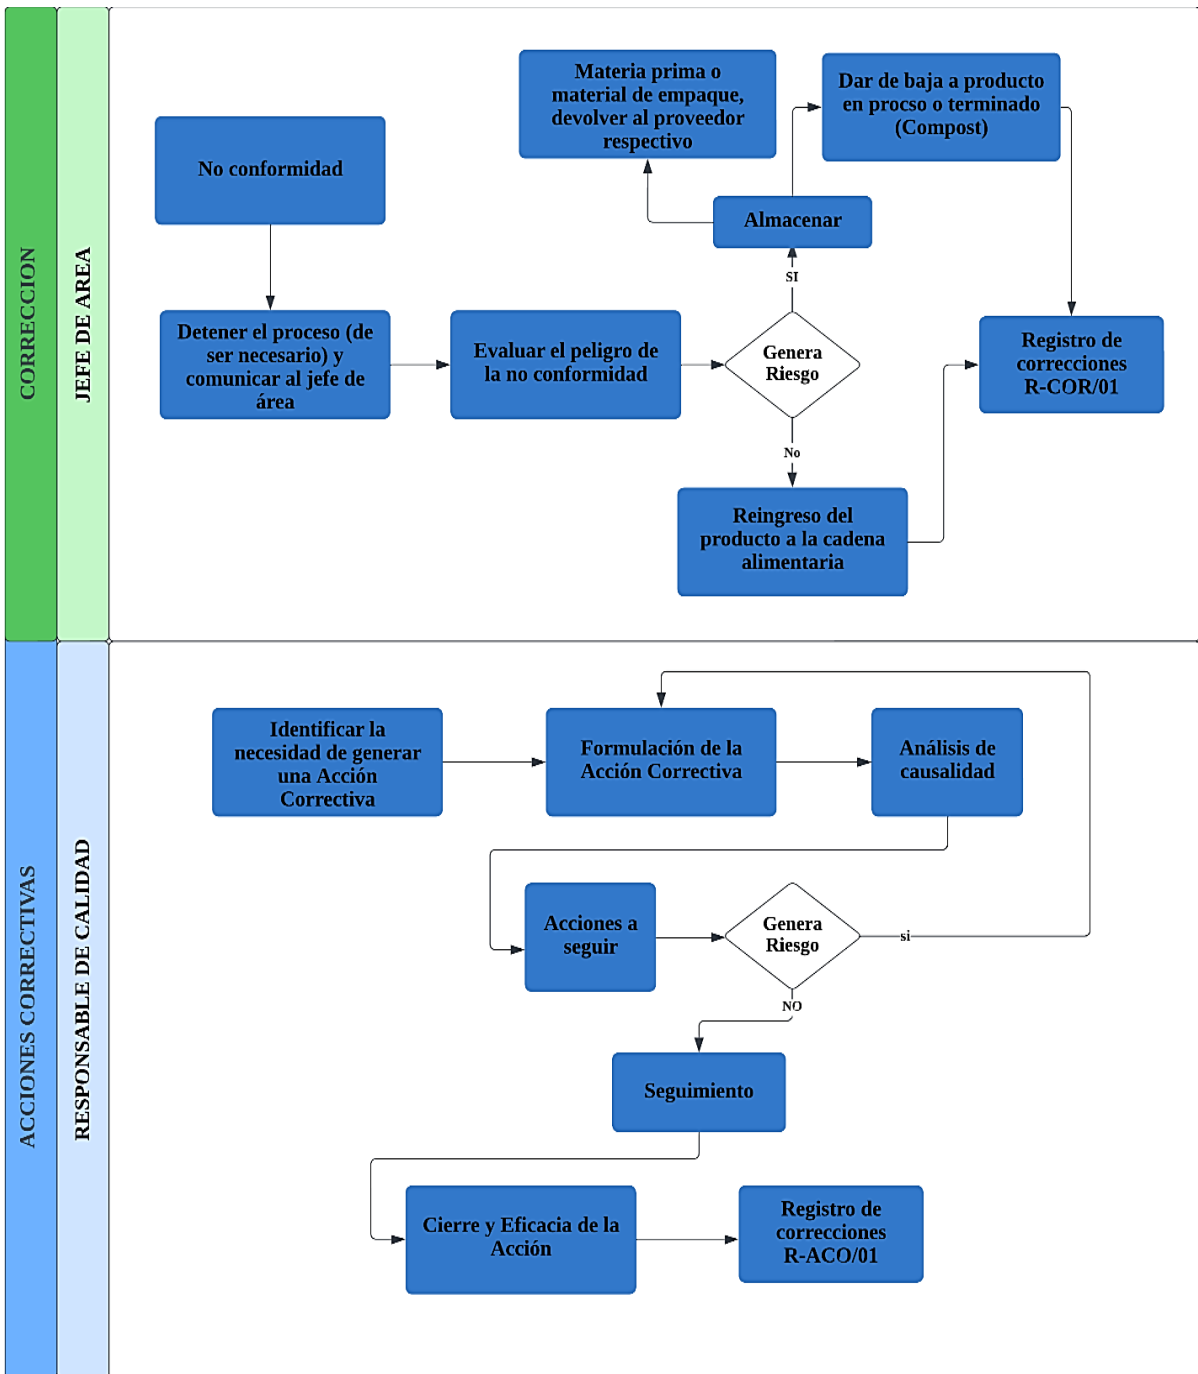 CORRECCION
JEFE DE AREA
No conformidad
Detener el proceso (de
ser necesario) y
comunicar al jefe de
área
Evaluar el peligro de
la no conformidad
Genera
Riesgo
SI
Almacenar
Materia prima o
material de empaque,
devolver al proveedor
respectivo
Dar de baja a producto
en procso o terminado
(Compost)
No
Reingreso del
producto a la cadena
alimentaria
Registro de
correcciones
R-COR/01
ACCIONES CORRECTIVAS
RESPONSABLE DE CALIDAD
Identificar la
necesidad de generar
una Acción
Correctiva
Formulación de la
Acción Correctiva
Análisis de
causalidad
Acciones a
seguir
Genera
Riesgo
si
NO
Seguimiento
Cierre y Eficacia de la
Acción
Registro de
correcciones
R-ACO/01